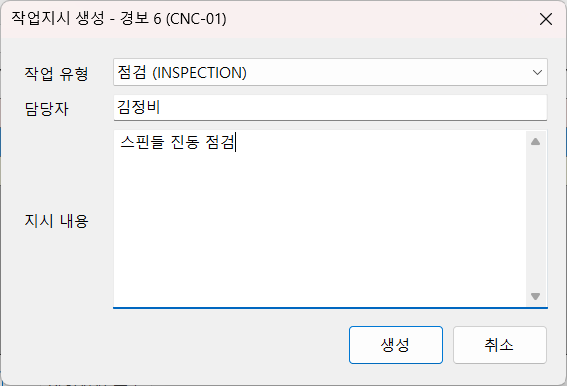 작업지시 생성 - 경보 6 (CNC-01)
작업 유형
점검 (INSPECTION)
담당자
김정비
지시 내용
스핀들 진동 점검
생성
취소